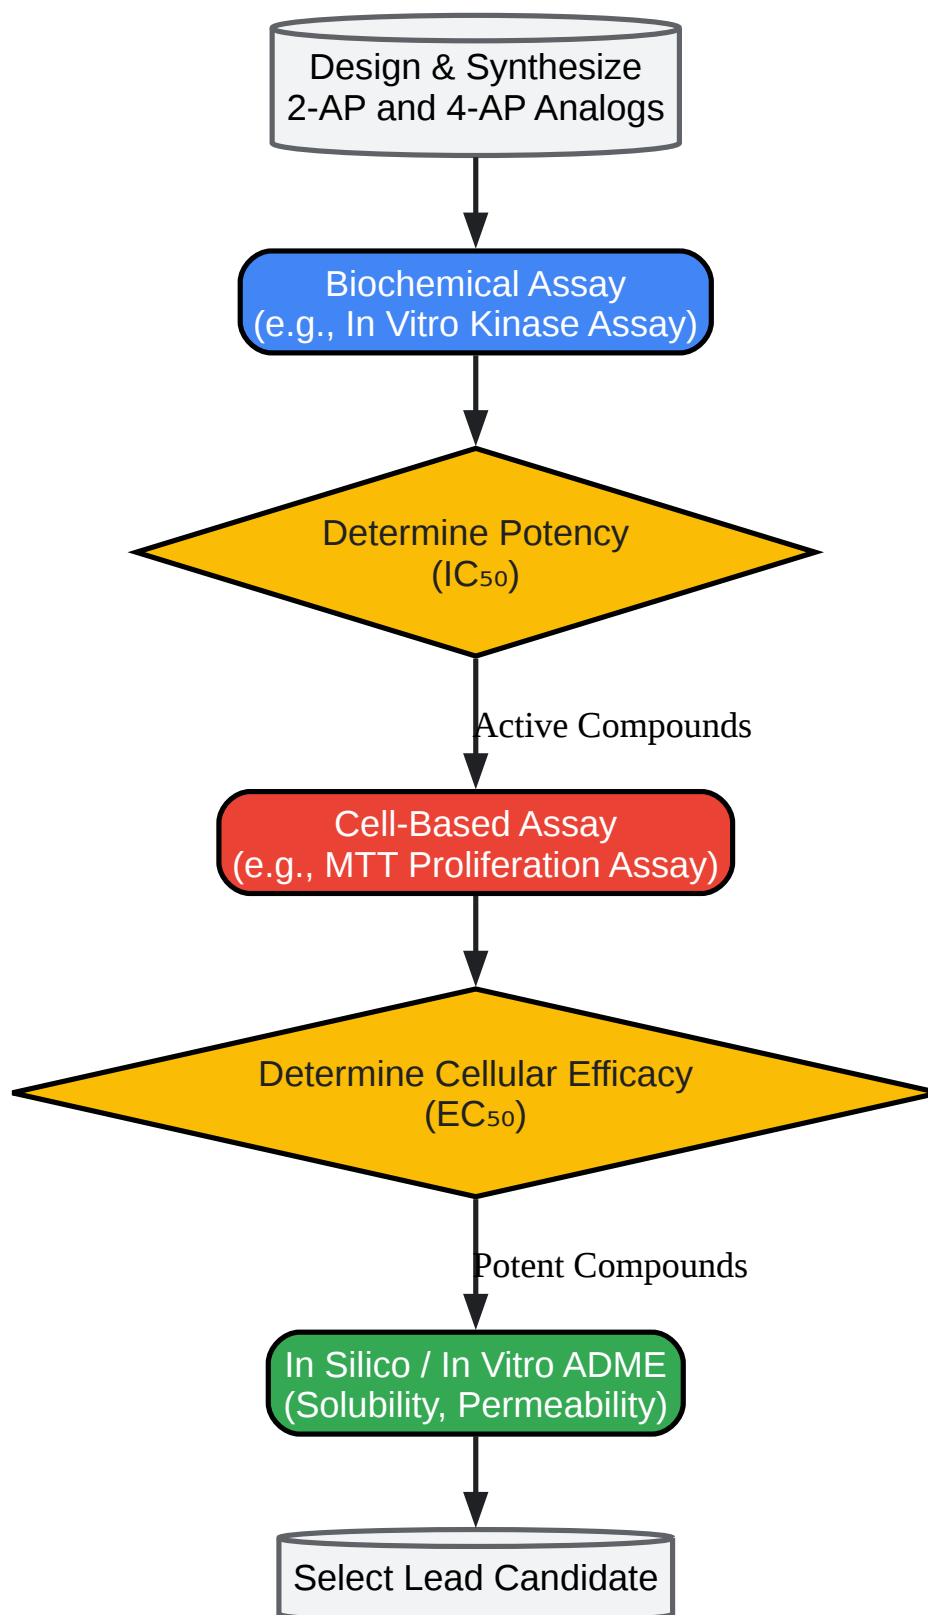 Design & Synthesize
2-AP and 4-AP Analogs
Biochemical Assay
(e.g., In Vitro Kinase Assay)
Determine Potency
(IC₅₀)
Active Compounds
Cell-Based Assay
(e.g., MTT Proliferation Assay)
Determine Cellular Efficacy
(EC₅₀)
Potent Compounds
In Silico / In Vitro ADME
(Solubility, Permeability)
Select Lead Candidate